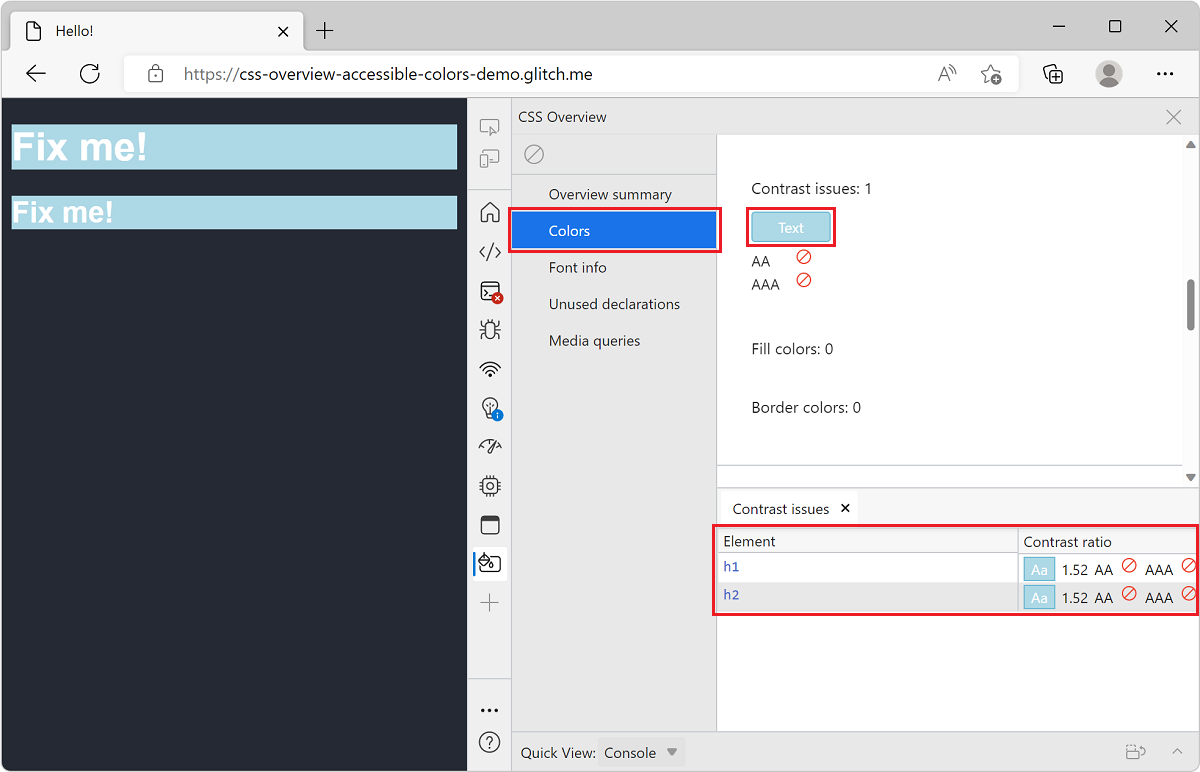 Hello!
https://css-overview-accessible-colors-demo.glitch.me
Fix me!
Fix me!
CSS Overview
Overview summary
Colors
Font info
Unused declarations
Media queries
Contrast issues: 1
Text
AA
AAA
Fill colors: 0
Border colors: 0
Contrast issues
Element Contrast ratio
h1 Aa 1.52 AA AAA
h2 Aa 1.52 AA AAA
Quick View: Console